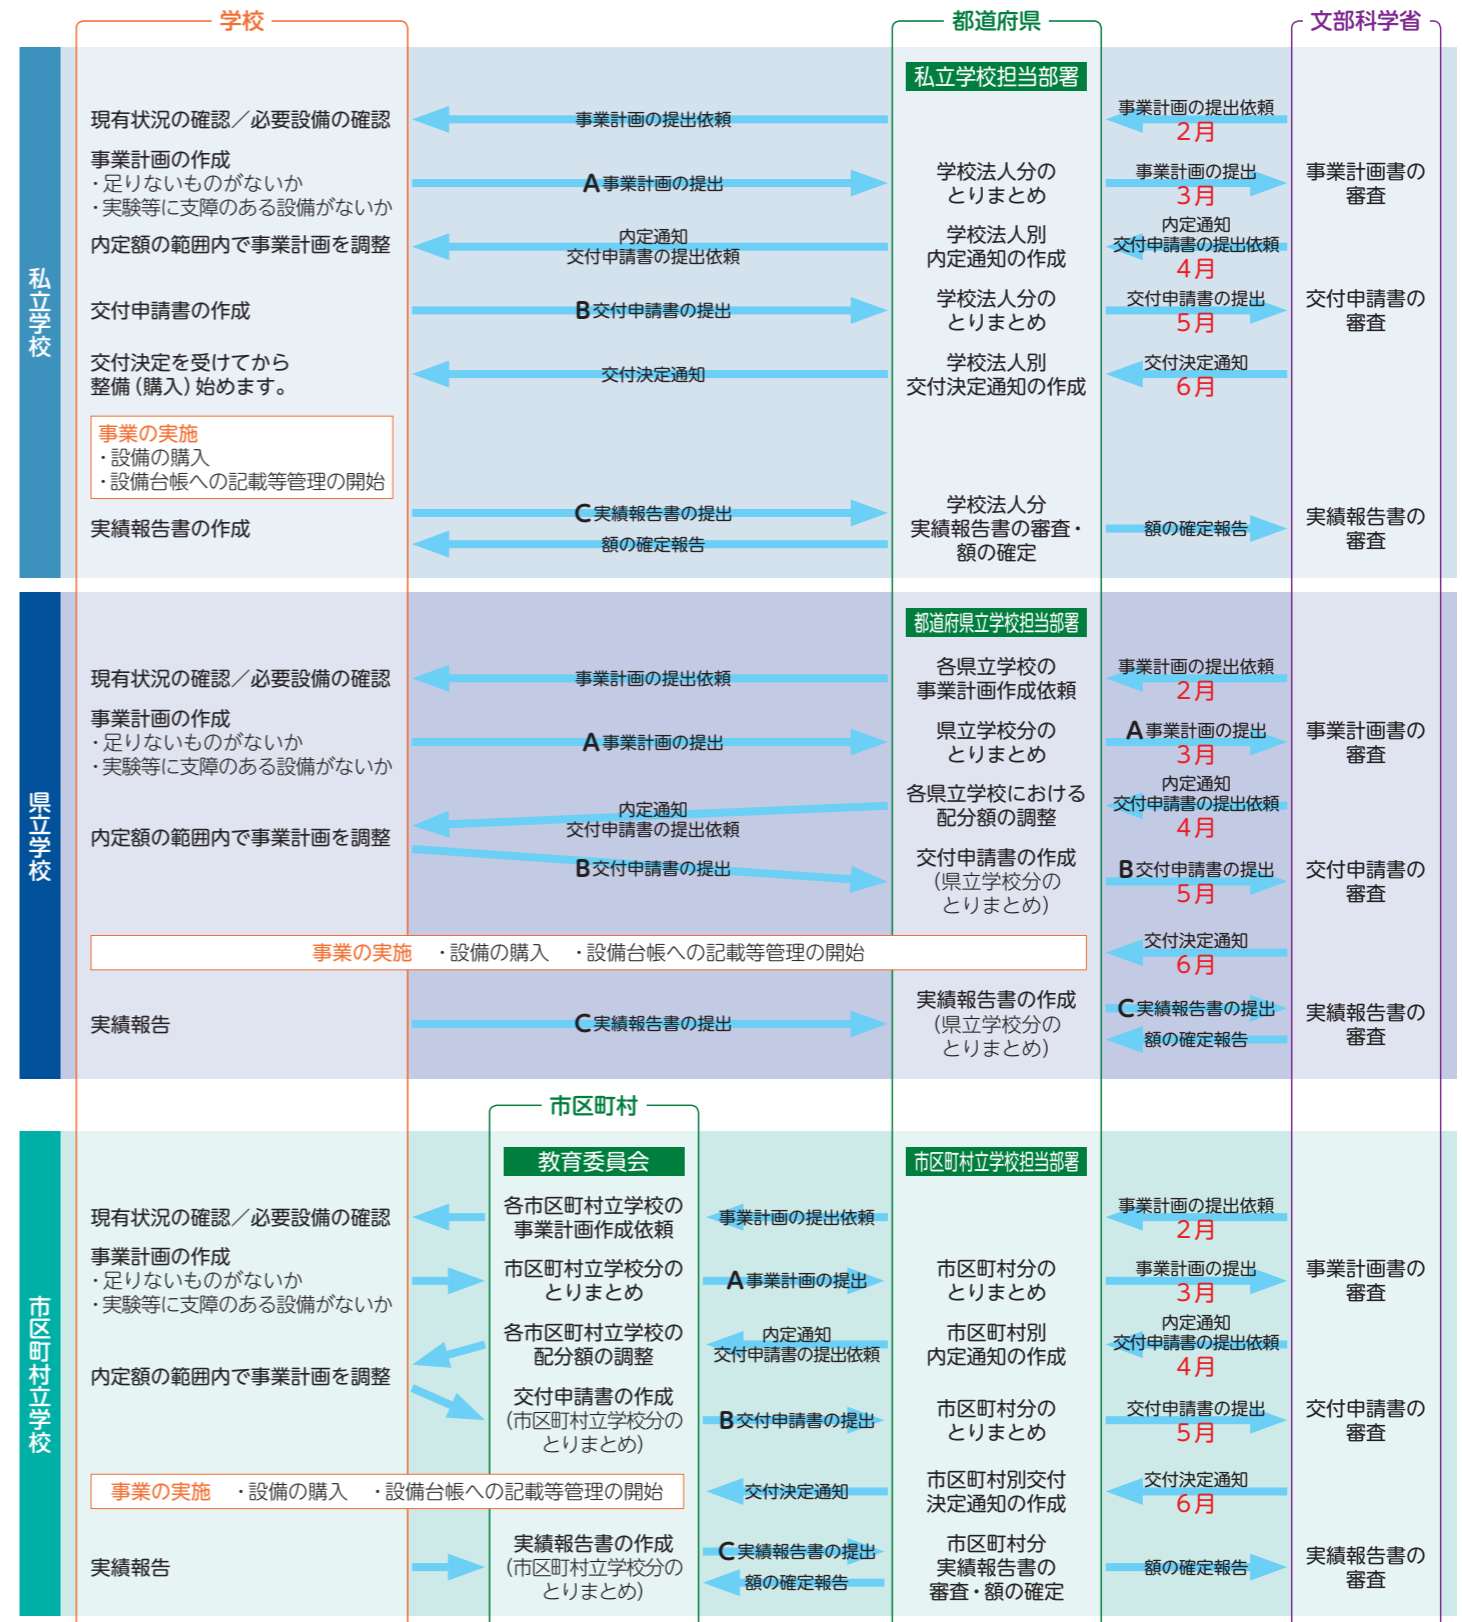 学校
都道府県
文部科学省
私立学校
私立学校担当部署
現有状況の確認／必要設備の確認
事業計画の提出依頼
事業計画の提出依頼
2月
事業計画の作成
・足りないものがないか
・実験等に支障のある設備がないか
A事業計画の提出
学校法人分の
とりまとめ
事業計画の提出
3月
事業計画書の
審査
内定額の範囲内で事業計画を調整
内定通知
交付申請書の提出依頼
学校法人別
内定通知の作成
内定通知
交付申請書の提出依頼
4月
交付申請書の作成
B交付申請書の提出
学校法人分の
とりまとめ
交付申請書の提出
5月
交付申請書の
審査
交付決定を受けてから
整備（購入）始めます。
交付決定通知
学校法人別
交付決定通知の作成
交付決定通知
6月
事業の実施
・設備の購入
・設備台帳への記載等管理の開始
実績報告書の作成
C実績報告書の提出
額の確定報告
学校法人分
実績報告書の審査・
額の確定
額の確定報告
実績報告書の
審査
県立学校
都道府県立学校担当部署
現有状況の確認／必要設備の確認
事業計画の提出依頼
各県立学校の
事業計画作成依頼
事業計画の提出依頼
2月
事業計画の作成
・足りないものがないか
・実験等に支障のある設備がないか
A事業計画の提出
県立学校分の
とりまとめ
A事業計画の提出
3月
事業計画書の
審査
内定額の範囲内で事業計画を調整
内定通知
交付申請書の提出依頼
各県立学校における
配分額の調整
内定通知
交付申請書の提出依頼
4月
B交付申請書の提出
交付申請書の作成
（県立学校分の
とりまとめ）
B交付申請書の提出
5月
交付申請書の
審査
事業の実施　・設備の購入　・設備台帳への記載等管理の開始
交付決定通知
6月
実績報告
C実績報告書の提出
実績報告書の作成
（県立学校分の
とりまとめ）
C実績報告書の提出
額の確定報告
実績報告書の
審査
市区町村
市区町村立学校
教育委員会
市区町村立学校担当部署
現有状況の確認／必要設備の確認
各市区町村立学校の
事業計画作成依頼
事業計画の提出依頼
事業計画の提出依頼
2月
事業計画の作成
・足りないものがないか
・実験等に支障のある設備がないか
市区町村立学校分の
とりまとめ
A事業計画の提出
市区町村分の
とりまとめ
事業計画の提出
3月
事業計画書の
審査
内定額の範囲内で事業計画を調整
各市区町村立学校の
配分額の調整
内定通知
交付申請書の提出依頼
市区町村別
内定通知の作成
内定通知
交付申請書の提出依頼
4月
交付申請書の作成
（市区町村立学校分の
とりまとめ）
B交付申請書の提出
市区町村分の
とりまとめ
交付申請書の提出
5月
交付申請書の
審査
事業の実施　・設備の購入　・設備台帳への記載等管理の開始
交付決定通知
市区町村別交付
決定通知の作成
交付決定通知
6月
実績報告
実績報告書の作成
（市区町村立学校分の
とりまとめ）
C実績報告書の提出
額の確定報告
市区町村分
実績報告書の
審査・額の確定
額の確定報告
実績報告書の
審査